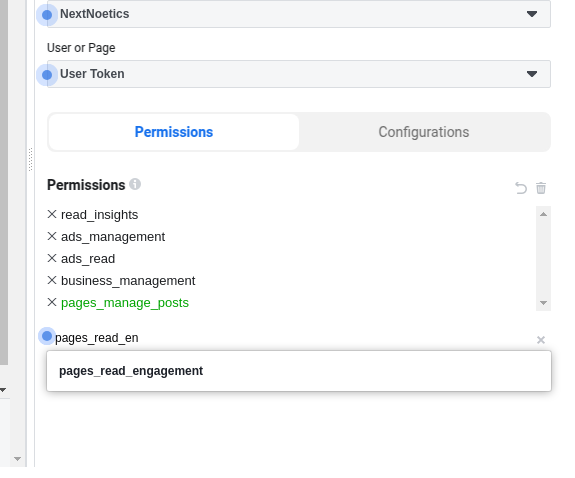 NextNoetics
User or Page
User Token
Permissions
Configurations
Permissions
read_insights
ads_management
ads_read
business_management
pages_manage_posts
pages_read_en
pages_read_engagement